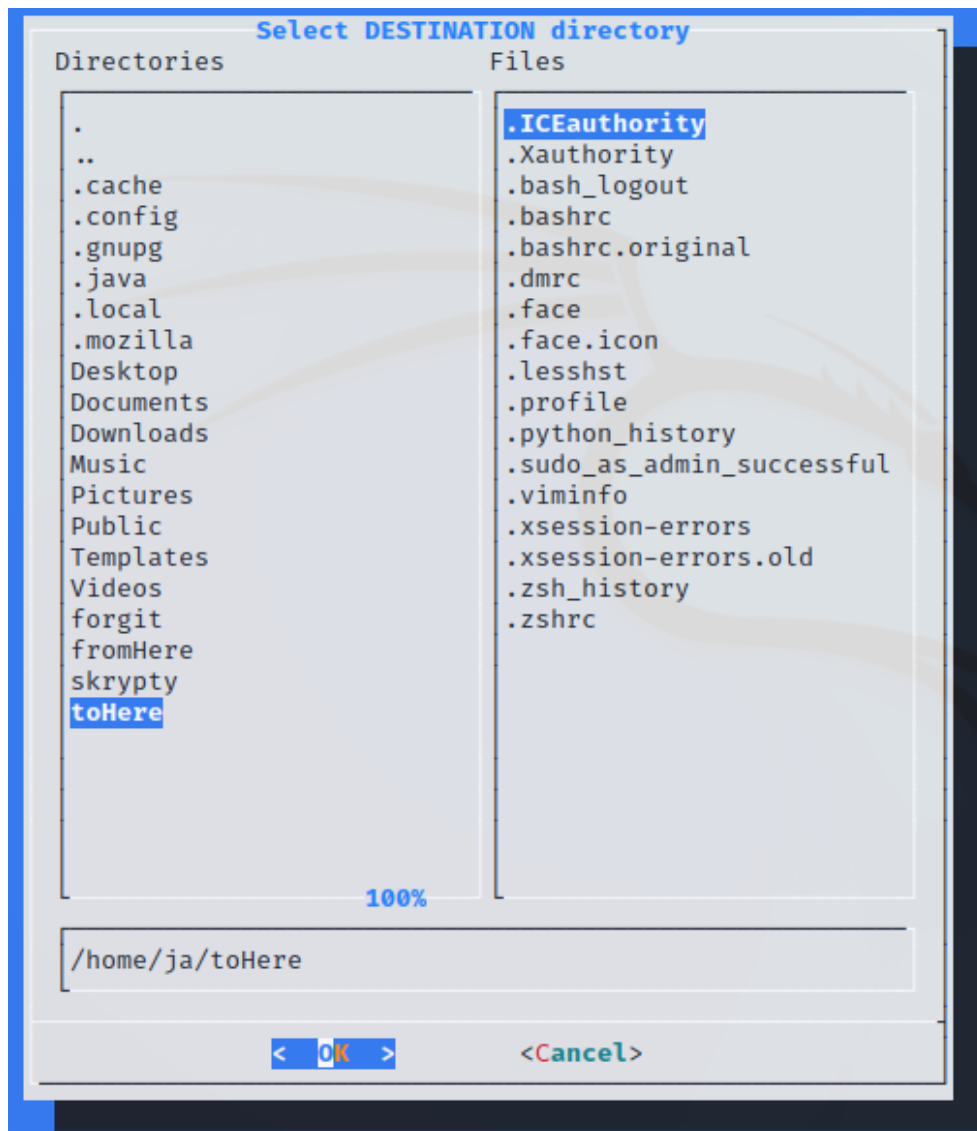 Select DESTINATION directory
Directories
Files
.
..
.cache
.config
.gnupg
.java
.local
.mozilla
Desktop
Documents
Downloads
Music
Pictures
Public
Templates
Videos
forgit
fromHere
skrypty
toHere
100%
.ICEauthority
.Xauthority
.bash_logout
.bashrc
.bashrc.original
.dmrc
.face
.face.icon
.lesshst
.profile
.python_history
.sudo_as_admin_successful
.viminfo
.xsession-errors
.xsession-errors.old
.zsh_history
.zshrc
/home/ja/toHere
< OK > <Cancel>